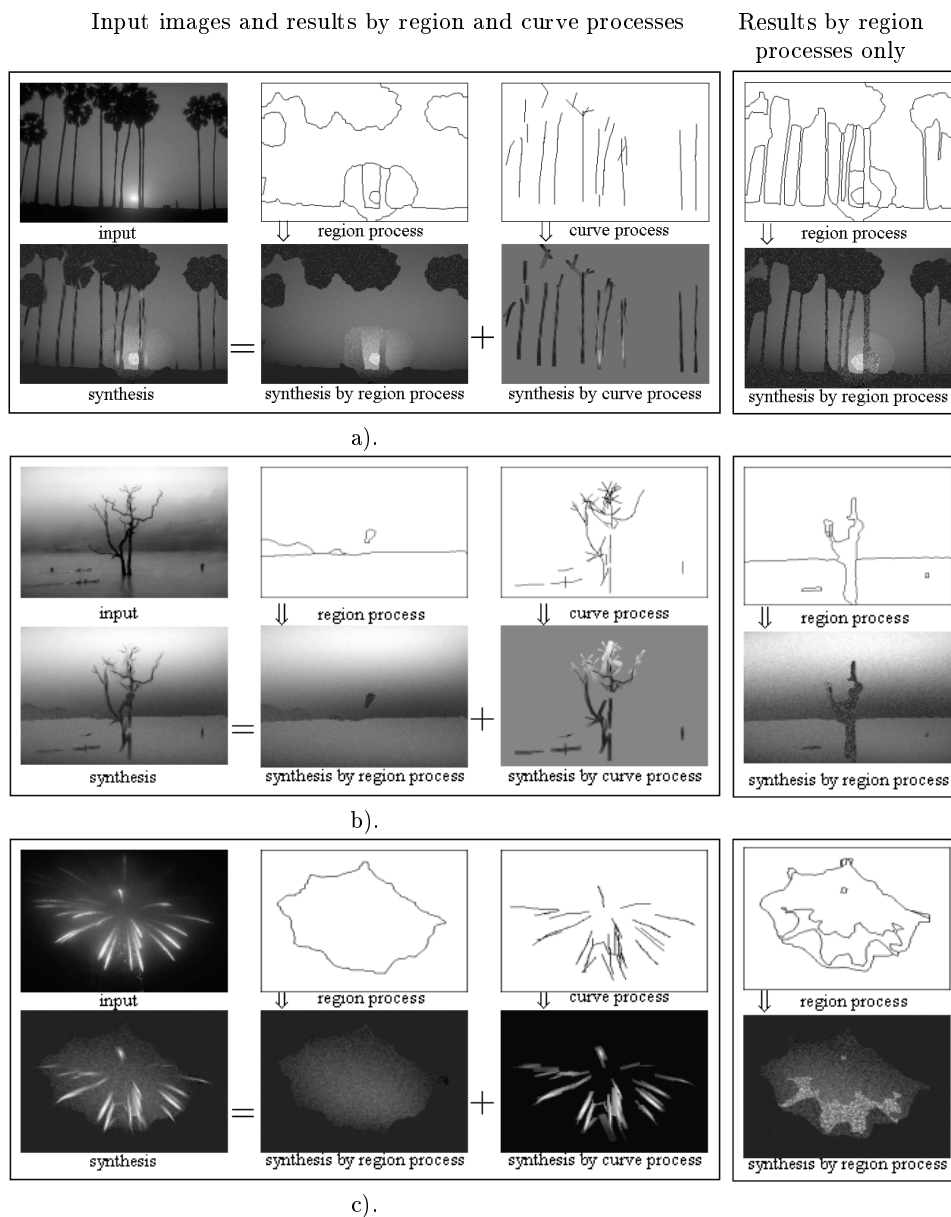 Input images and results by region and curve processes
Results by region
processes only
input
⇓ region process
⇓ curve process
⇓ region process
synthesis
=
synthesis by region process
+
synthesis by curve process
synthesis by region process
a).
input
⇓ region process
⇓ curve process
⇓ region process
synthesis
=
synthesis by region process
+
synthesis by curve process
synthesis by region process
b).
input
⇓ region process
⇓ curve process
⇓ region process
synthesis
=
synthesis by region process
+
synthesis by curve process
synthesis by region process
c).